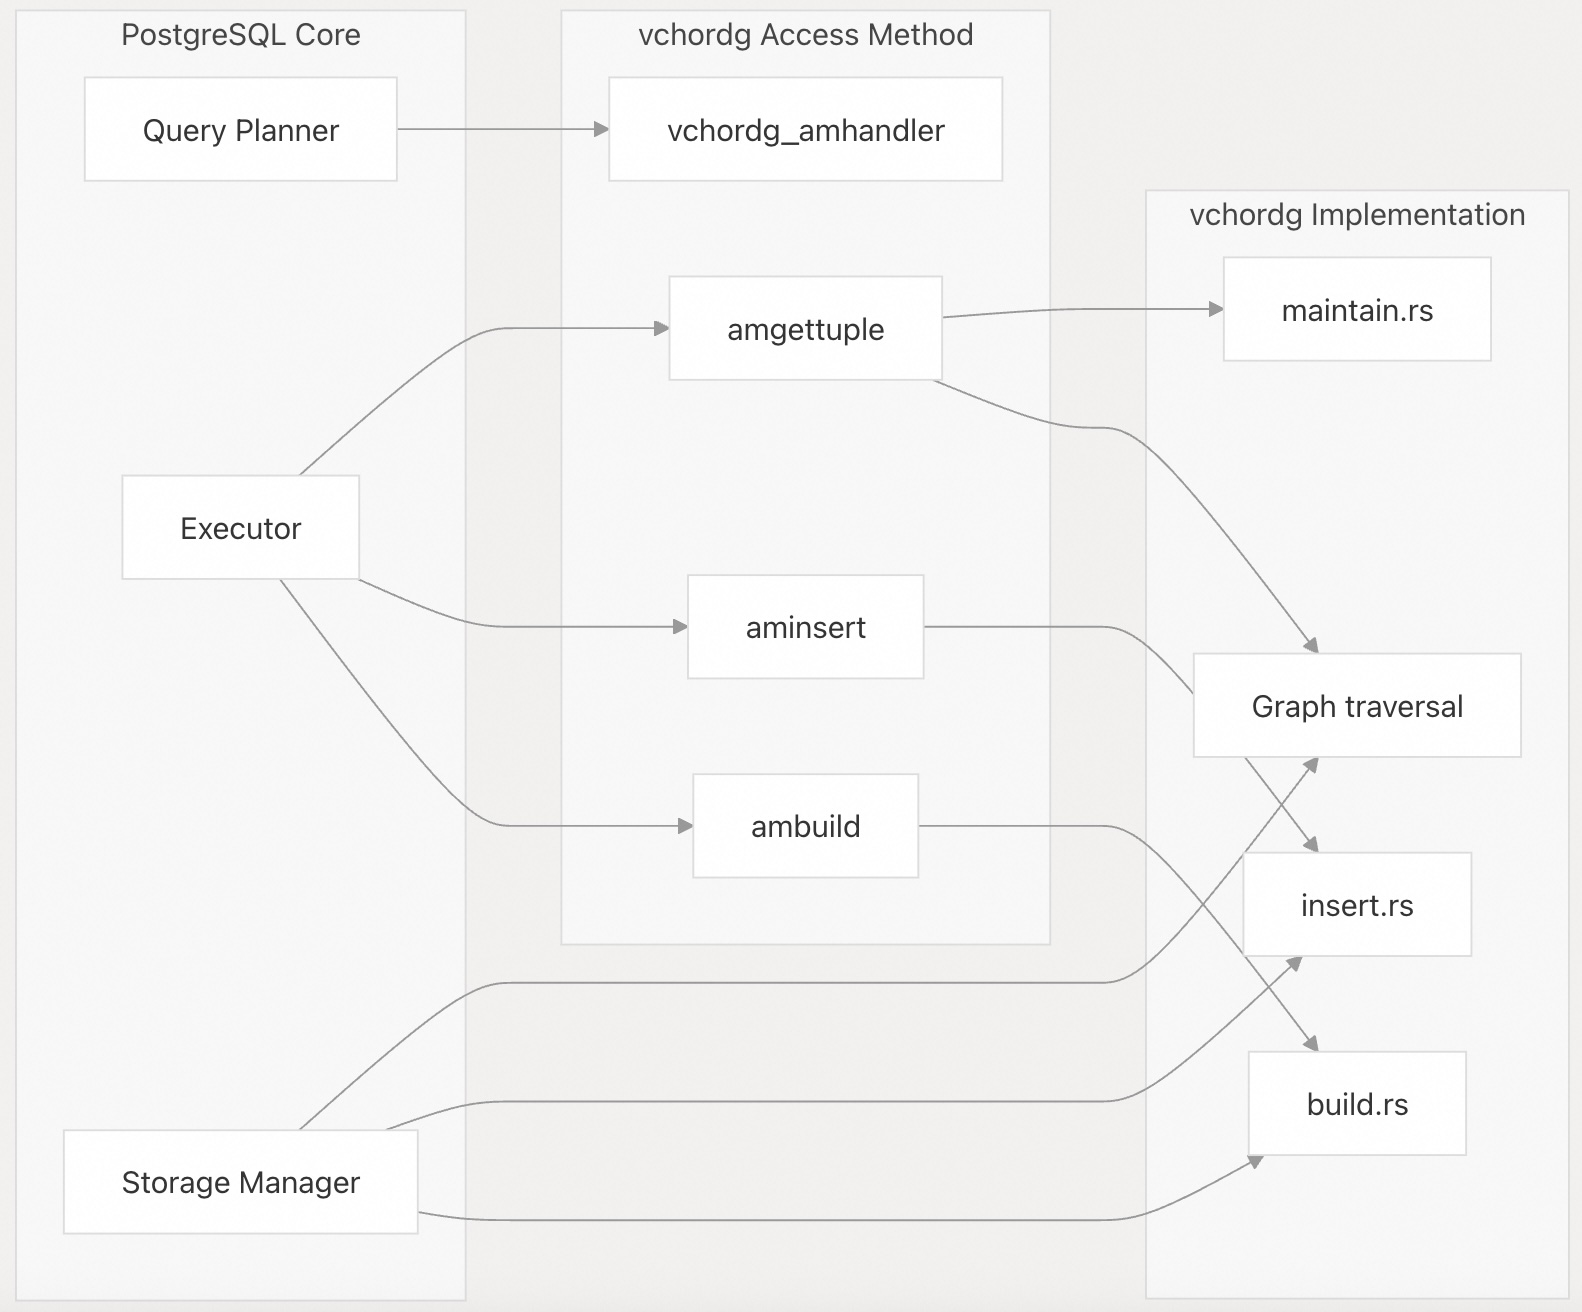 PostgreSQL Core
Query Planner
Executor
Storage Manager
vchordg Access Method
vchordg_amhandler
amgettuple
aminsert
ambuild
vchordg Implementation
maintain.rs
Graph traversal
insert.rs
build.rs